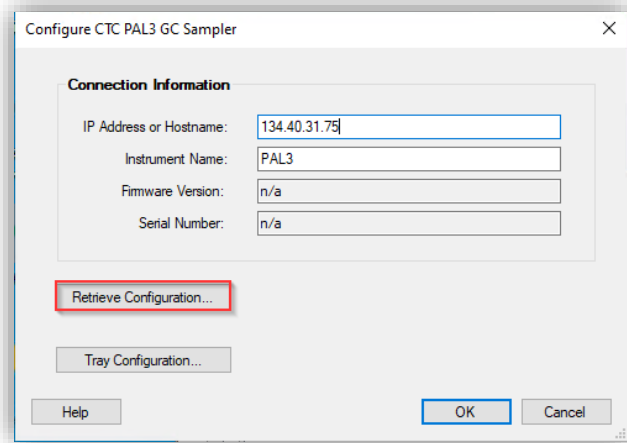 Configure CTC PAL3 GC Sampler
Connection Information
IP Address or Hostname: 134.40.31.75
Instrument Name: PAL3
Firmware Version: n/a
Serial Number: n/a
Retrieve Configuration...
Tray Configuration...
Help OK Cancel